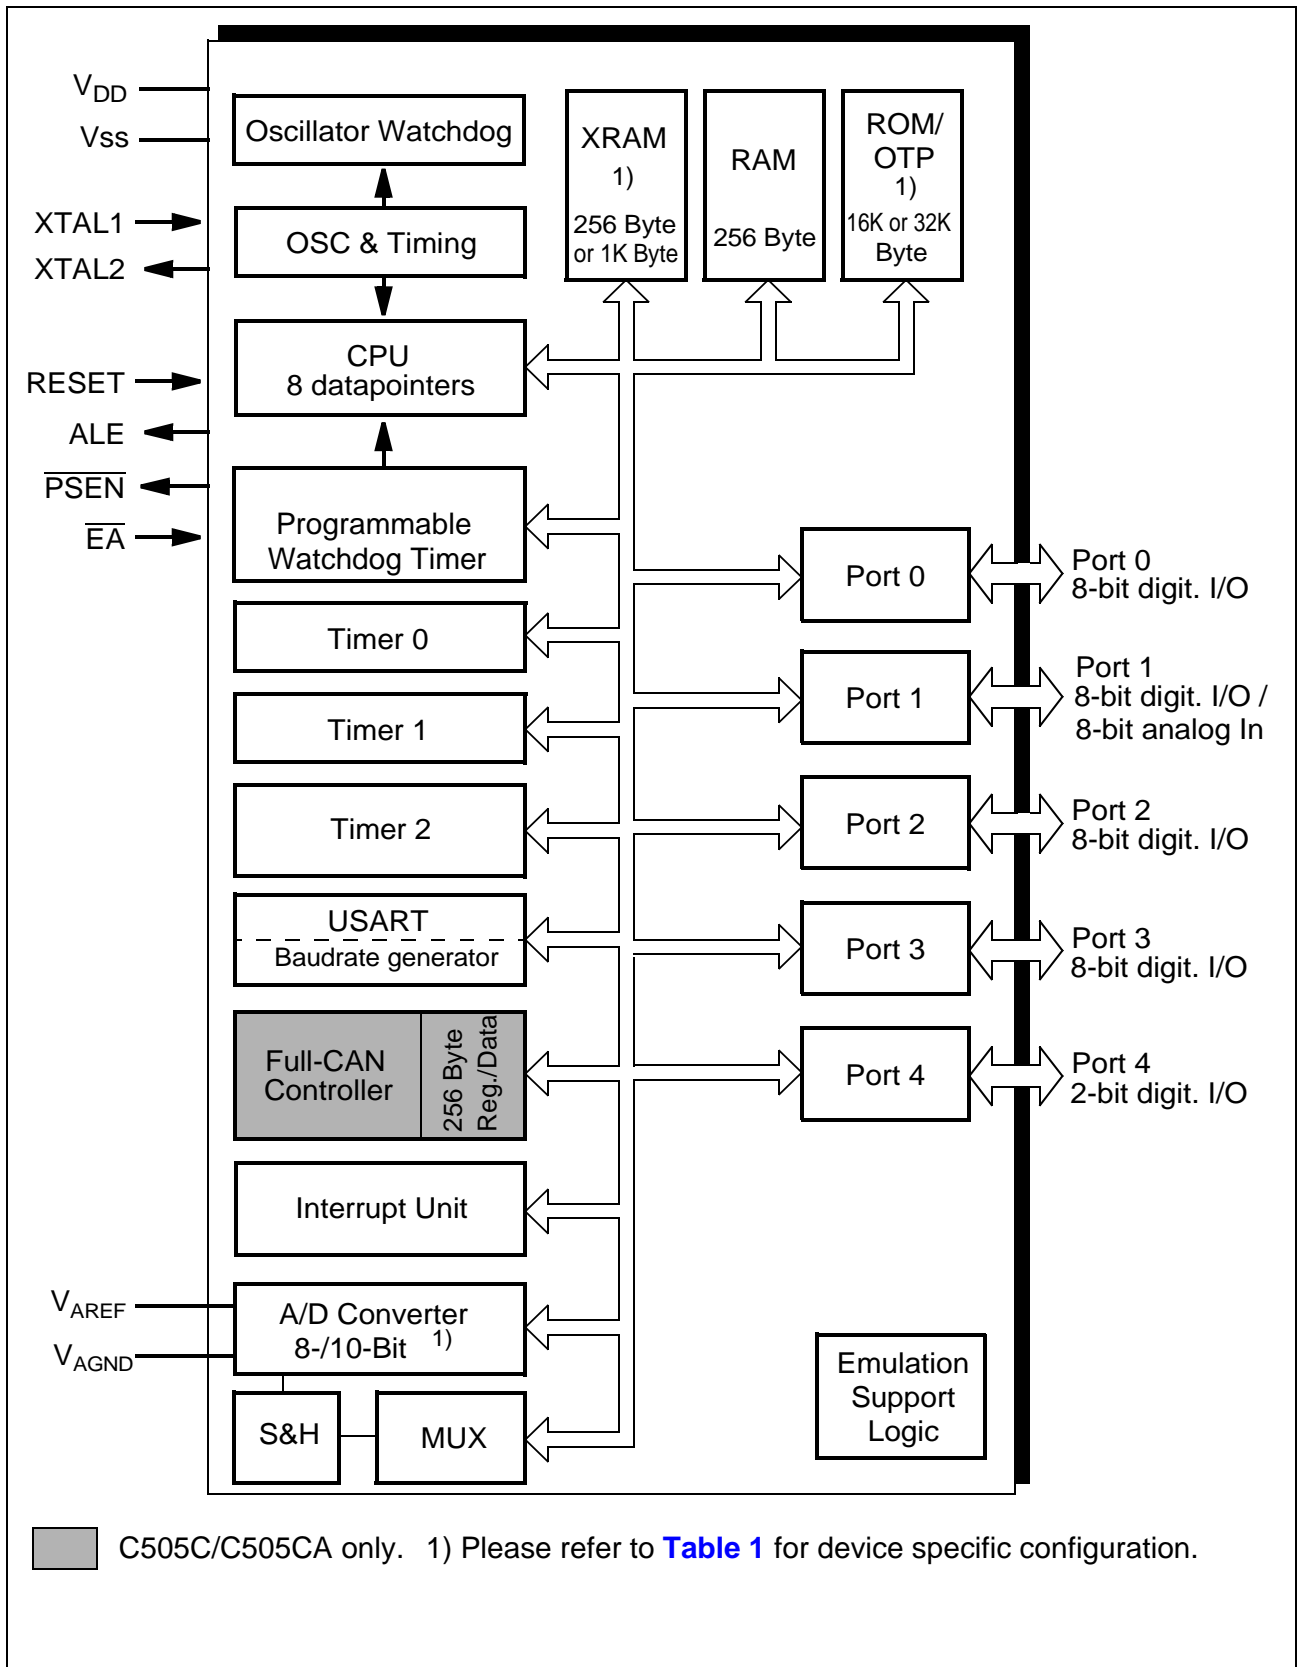 V_DD
Vss
XTAL1
XTAL2
RESET
ALE
P̅S̅E̅N̅
E̅A̅
V_AREF
V_AGND
Oscillator Watchdog
OSC & Timing
CPU
8 datapointers
Programmable
Watchdog Timer
Timer 0
Timer 1
Timer 2
USART
Baudrate generator
Full-CAN
Controller
256 Byte
Reg./Data
Interrupt Unit
A/D Converter
8-/10-Bit 1)
S&H
MUX
XRAM
1)
256 Byte
or 1K Byte
RAM
256 Byte
ROM/
OTP
1)
16K or 32K
Byte
Port 0
Port 1
Port 2
Port 3
Port 4
Port 0
8-bit digit. I/O
Port 1
8-bit digit. I/O /
8-bit analog In
Port 2
8-bit digit. I/O
Port 3
8-bit digit. I/O
Port 4
2-bit digit. I/O
Emulation
Support
Logic
C505C/C505CA only. 1) Please refer to Table 1 for device specific configuration.